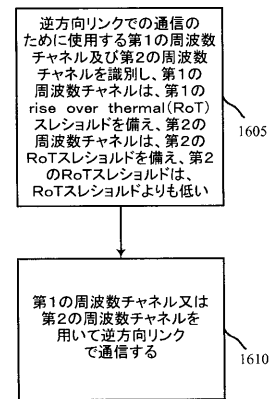 逆方向リンクでの通信の
ために使用する第1の周波数
チャネル及び第2の周波数
チャネルを識別し、第1の
周波数チャネルは、第1の
rise over thermal(RoT)
スレショルドを備え、第2の
周波数チャネルは、第2の
RoTスレショルドを備え、第2
のRoTスレショルドは、
RoTスレショルドよりも低い
1605
第1の周波数チャネル又は
第2の周波数チャネルを
用いて逆方向リンク
で通信する
1610